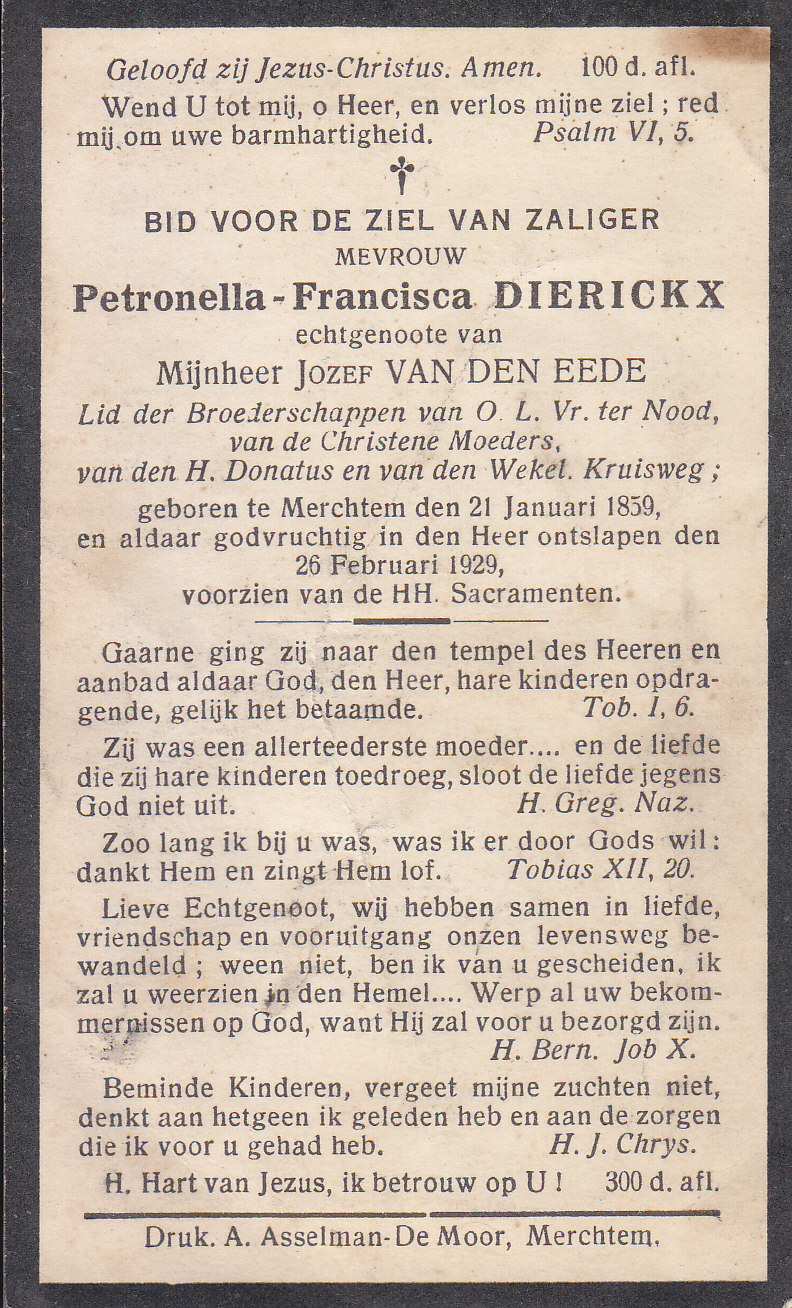 Geloofd zij Jezus-Christus. Amen. 100 d. afl.
Wend U tot mij, o Heer, en verlos mijne ziel ; red
mij om uwe barmhartigheid. Psalm VI, 5.
BID VOOR DE ZIEL VAN ZALIGER
MEVROUW
Petronella-Francisca DIERICKX
echtgenoote van
Mijnheer Jozef VAN DEN EEDE
Lid der Broederschappen van O. L. Vr. ter Nood,
van de Christene Moeders,
van den H. Donatus en van den Wekel. Kruisweg ;
geboren te Merchtem den 21 Januari 1859,
en aldaar godvruchtig in den Heer ontslapen den
26 Februari 1929,
voorzien van de HH. Sacramenten.
Gaarne ging zij naar den tempel des Heeren en
aanbad aldaar God, den Heer, hare kinderen opdra-
gende, gelijk het betaamde. Tob. I, 6.
Zij was een allerteederste moeder.... en de liefde
die zij hare kinderen toedroeg, sloot de liefde jegens
God niet uit. H. Greg. Naz.
Zoo lang ik bij u was, was ik er door Gods wil :
dankt Hem en zingt Hem lof. Tobias XII, 20.
Lieve Echtgenoot, wij hebben samen in liefde,
vriendschap en vooruitgang onzen levensweg be-
wandeld ; ween niet, ben ik van u gescheiden, ik
zal u weerzien in den Hemel.... Werp al uw bekom-
mernissen op God, want Hij zal voor u bezorgd zijn.
H. Bern. Job X.
Beminde Kinderen, vergeet mijne zuchten niet,
denkt aan hetgeen ik geleden heb en aan de zorgen
die ik voor u gehad heb. H. J. Chrys.
H. Hart van Jezus, ik betrouw op U ! 300 d. afl.
Druk. A. Asselman-De Moor, Merchtem.